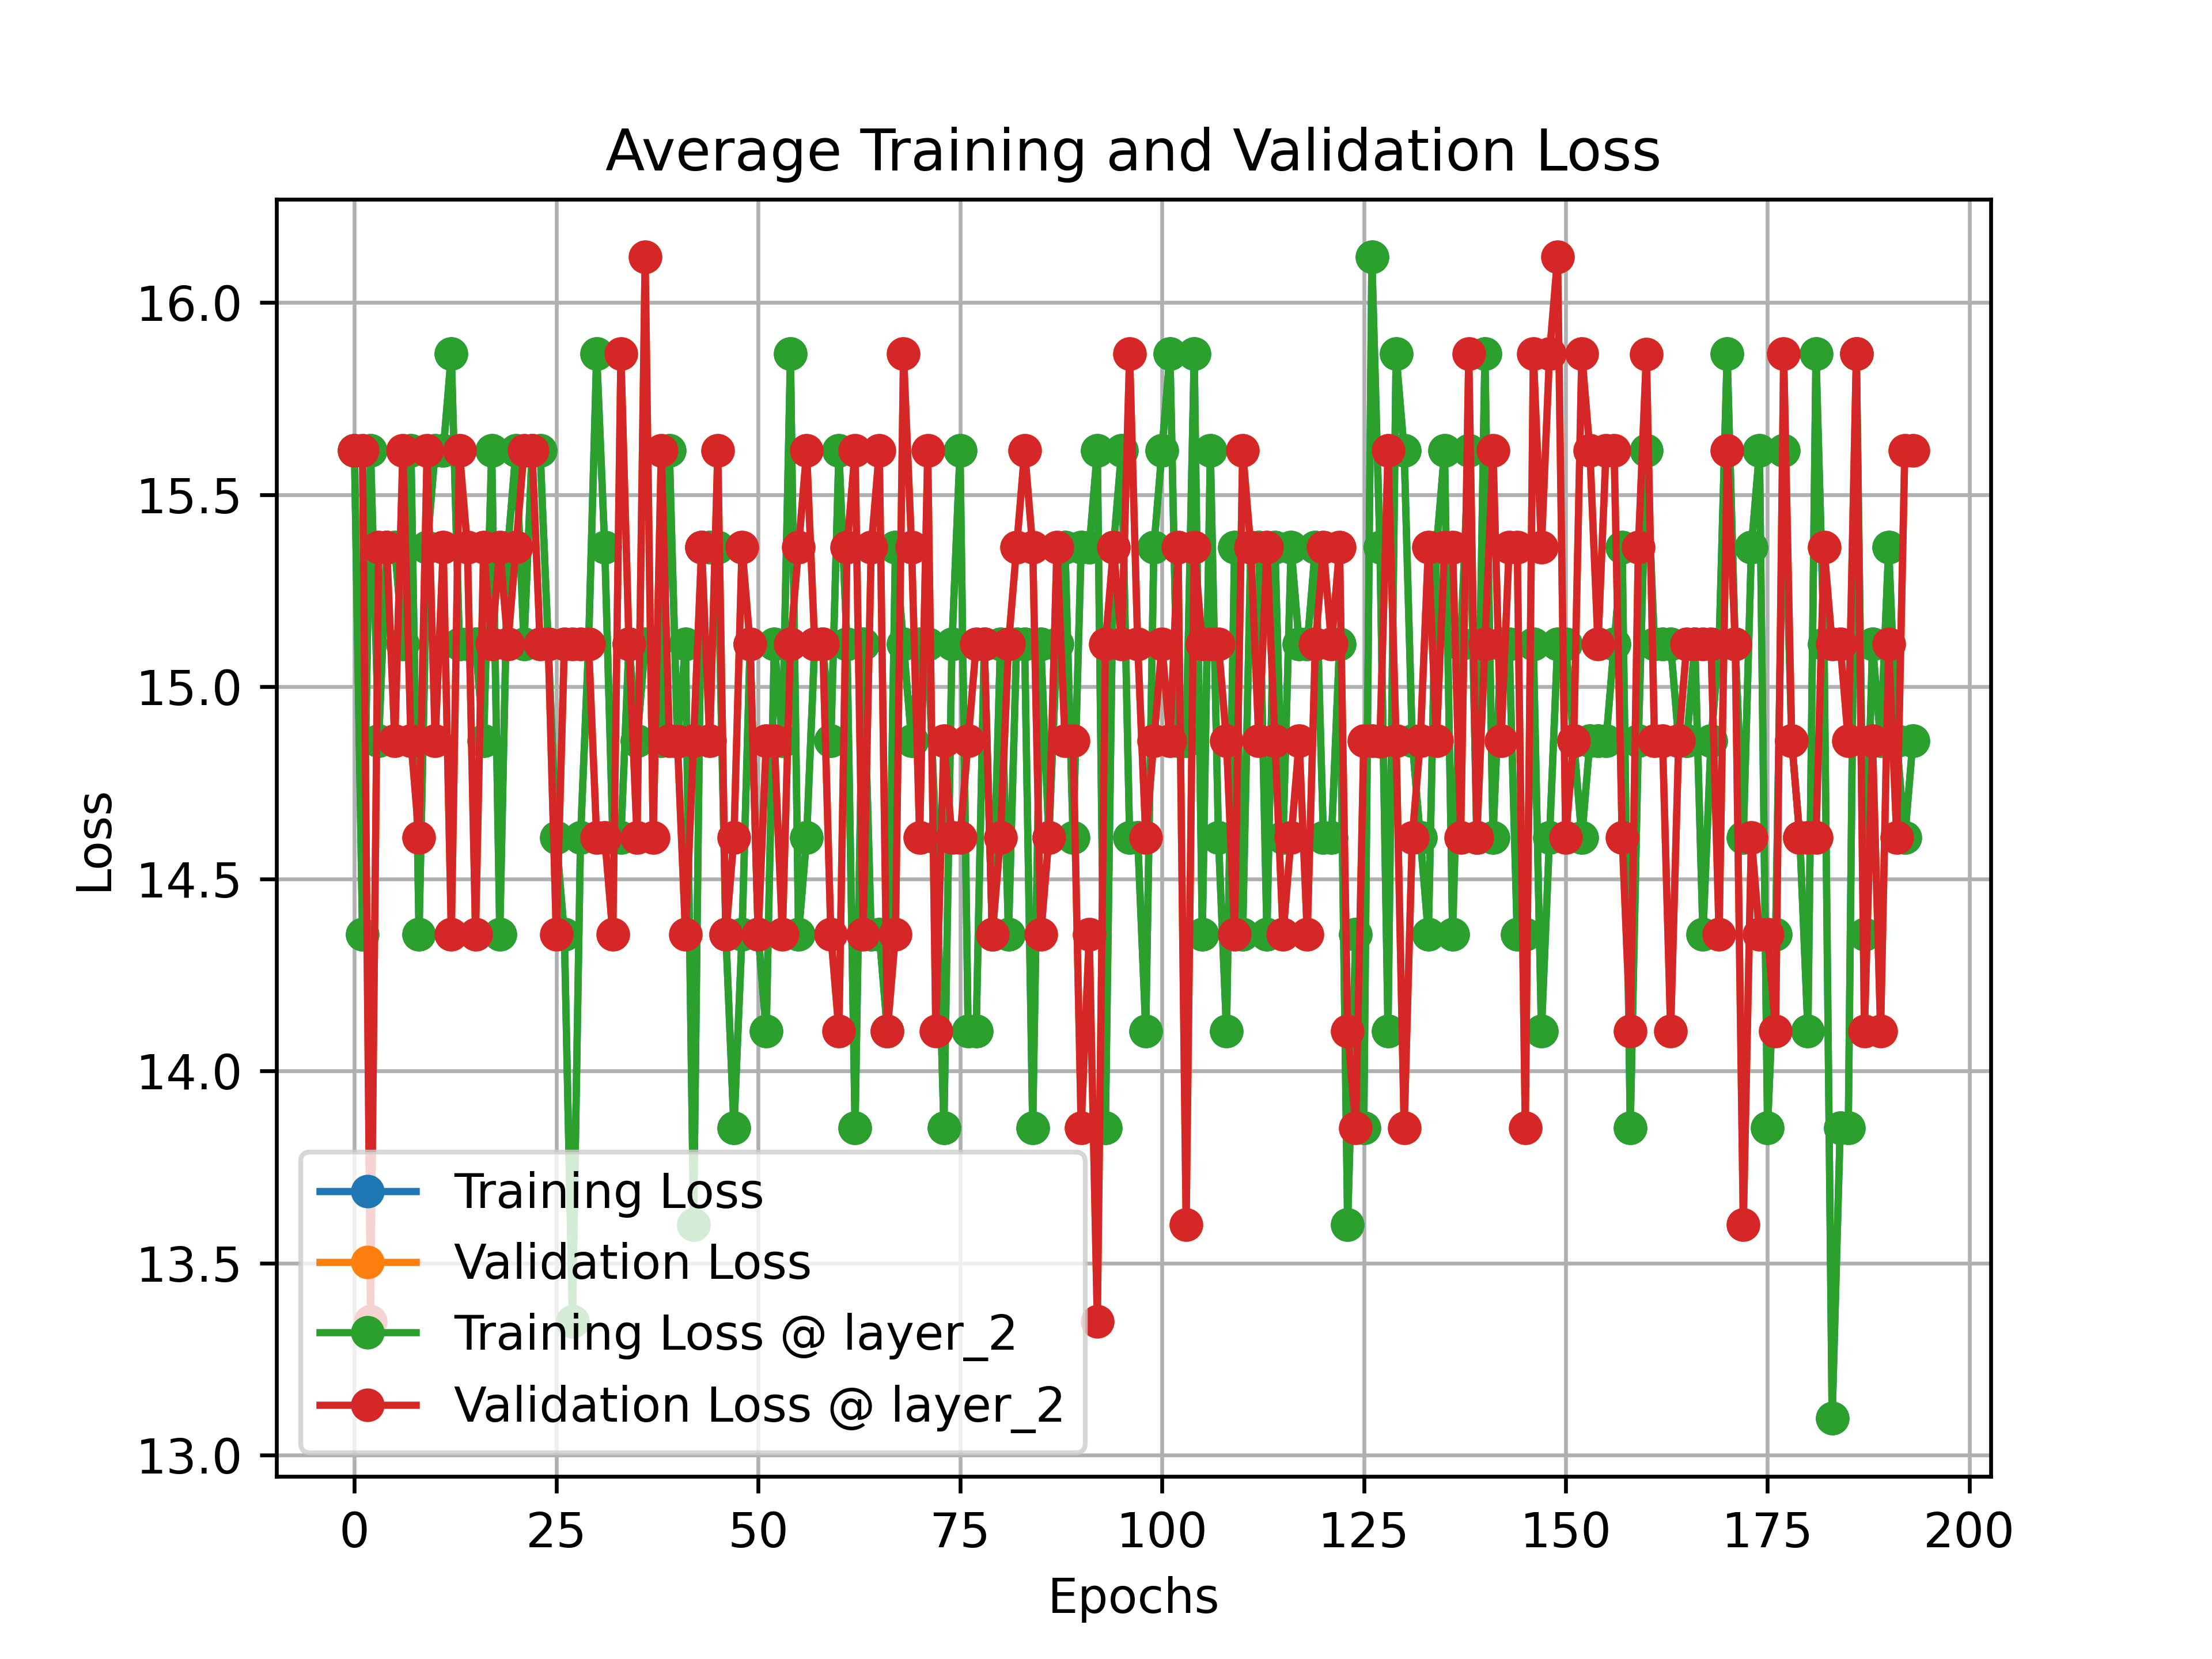 Average Training and Validation Loss
Loss
16.0
15.5
15.0
14.5
14.0
13.5
13.0
Training Loss
Validation Loss
Training Loss @ layer_2
Validation Loss @ layer_2
0 25 50 75 100 125 150 175 200
Epochs